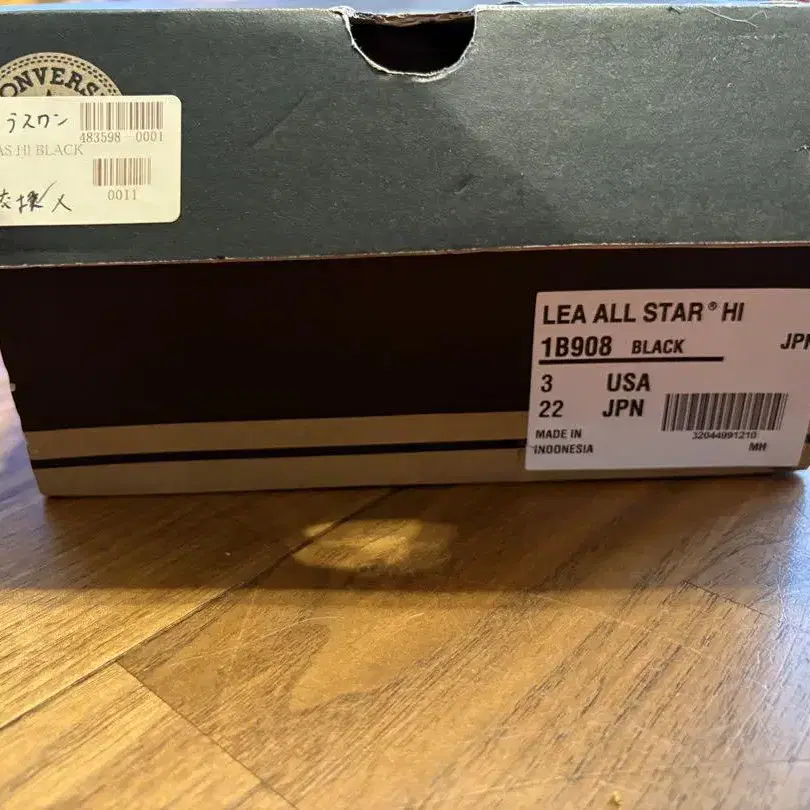 ONVERS
ラスワン
483598-0001
AS HI BLACK
0011
LEA ALL STAR® HI
1B908 BLACK JPN
3 USA
22 JPN
32044991210
MADE IN
INDONESIA MH